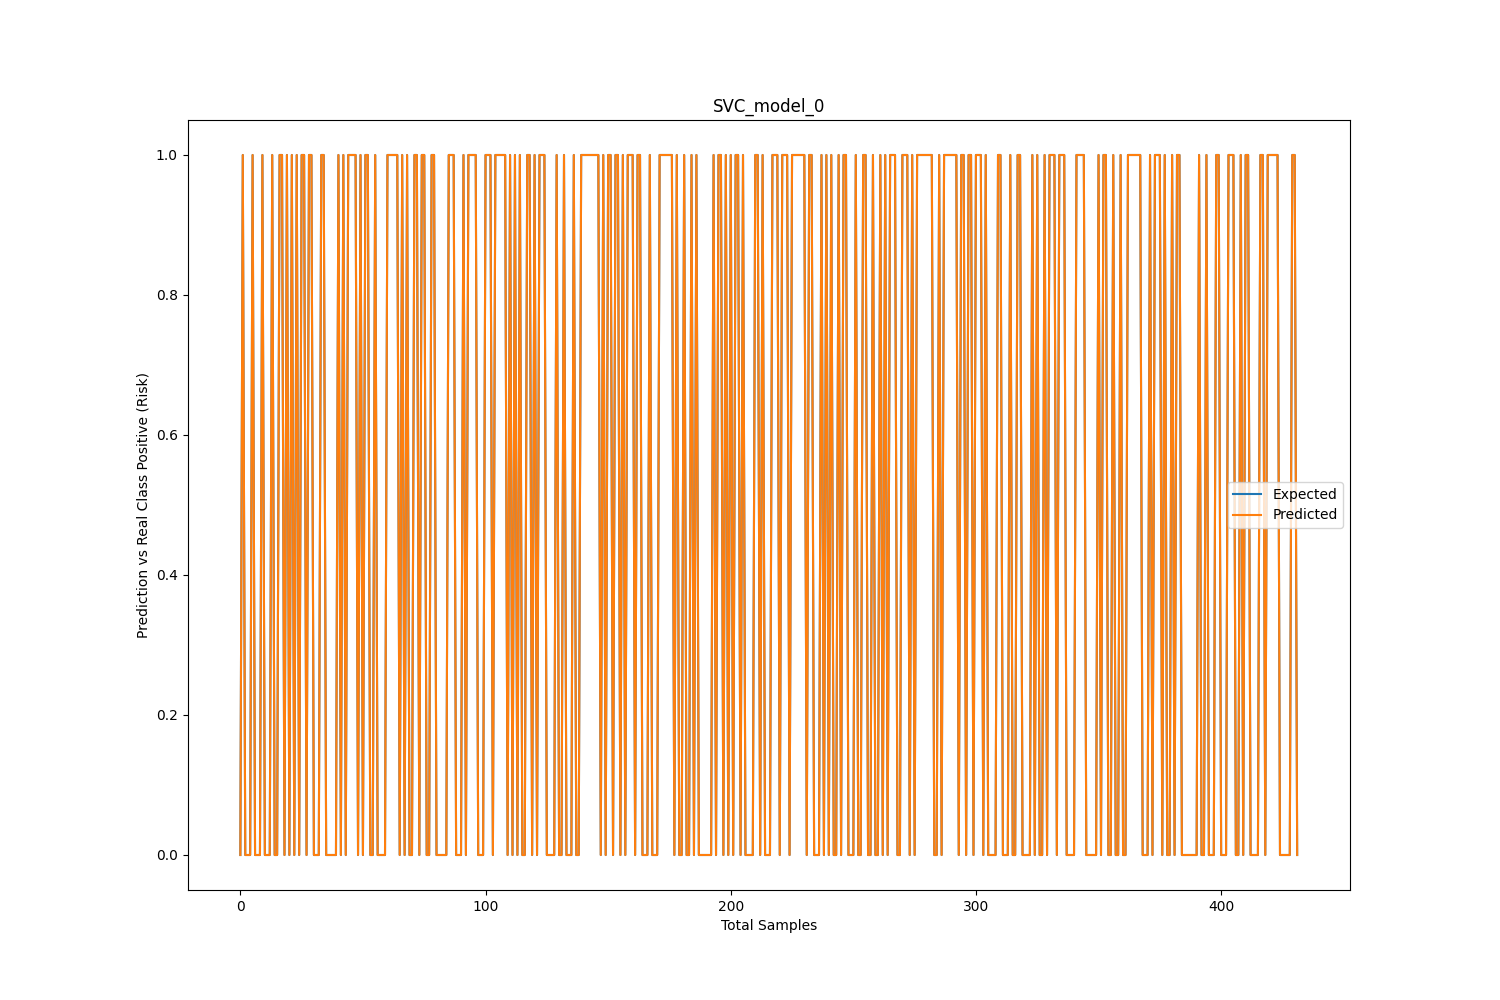 SVC_model_0
1.0
0.8
0.6
0.4
0.2
0.0
Prediction vs Real Class Positive (Risk)
Expected
Predicted
0
100
200
300
400
Total Samples